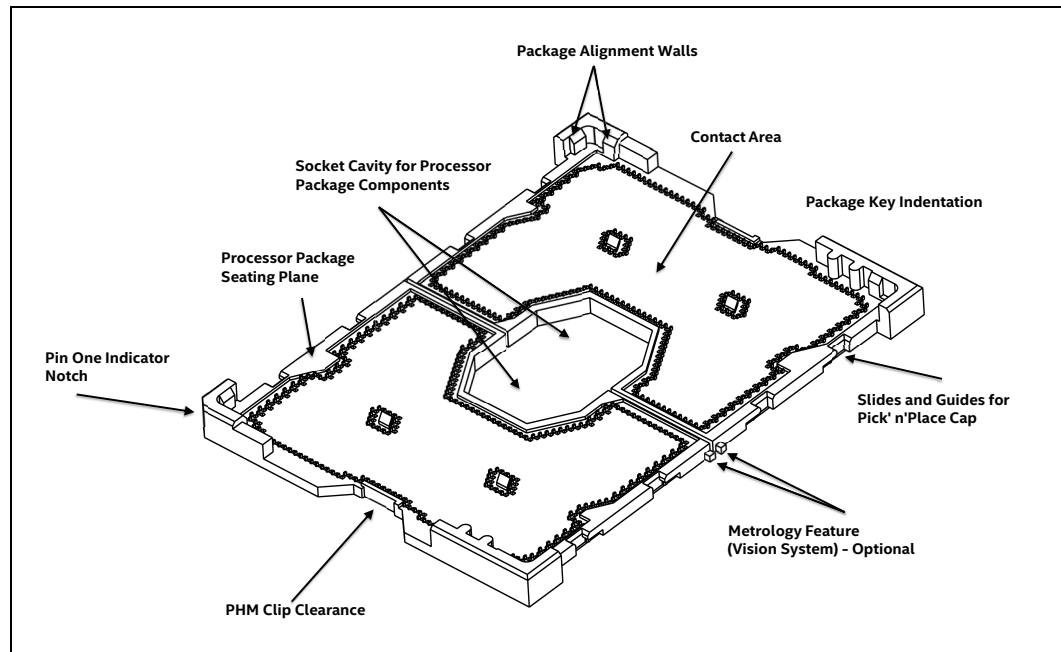 Package Alignment Walls
Contact Area
Socket Cavity for Processor
Package Components
Package Key Indentation
Processor Package
Seating Plane
Pin One Indicator
Notch
Slides and Guides for
Pick' n'Place Cap
Metrology Feature
(Vision System) - Optional
PHM Clip Clearance